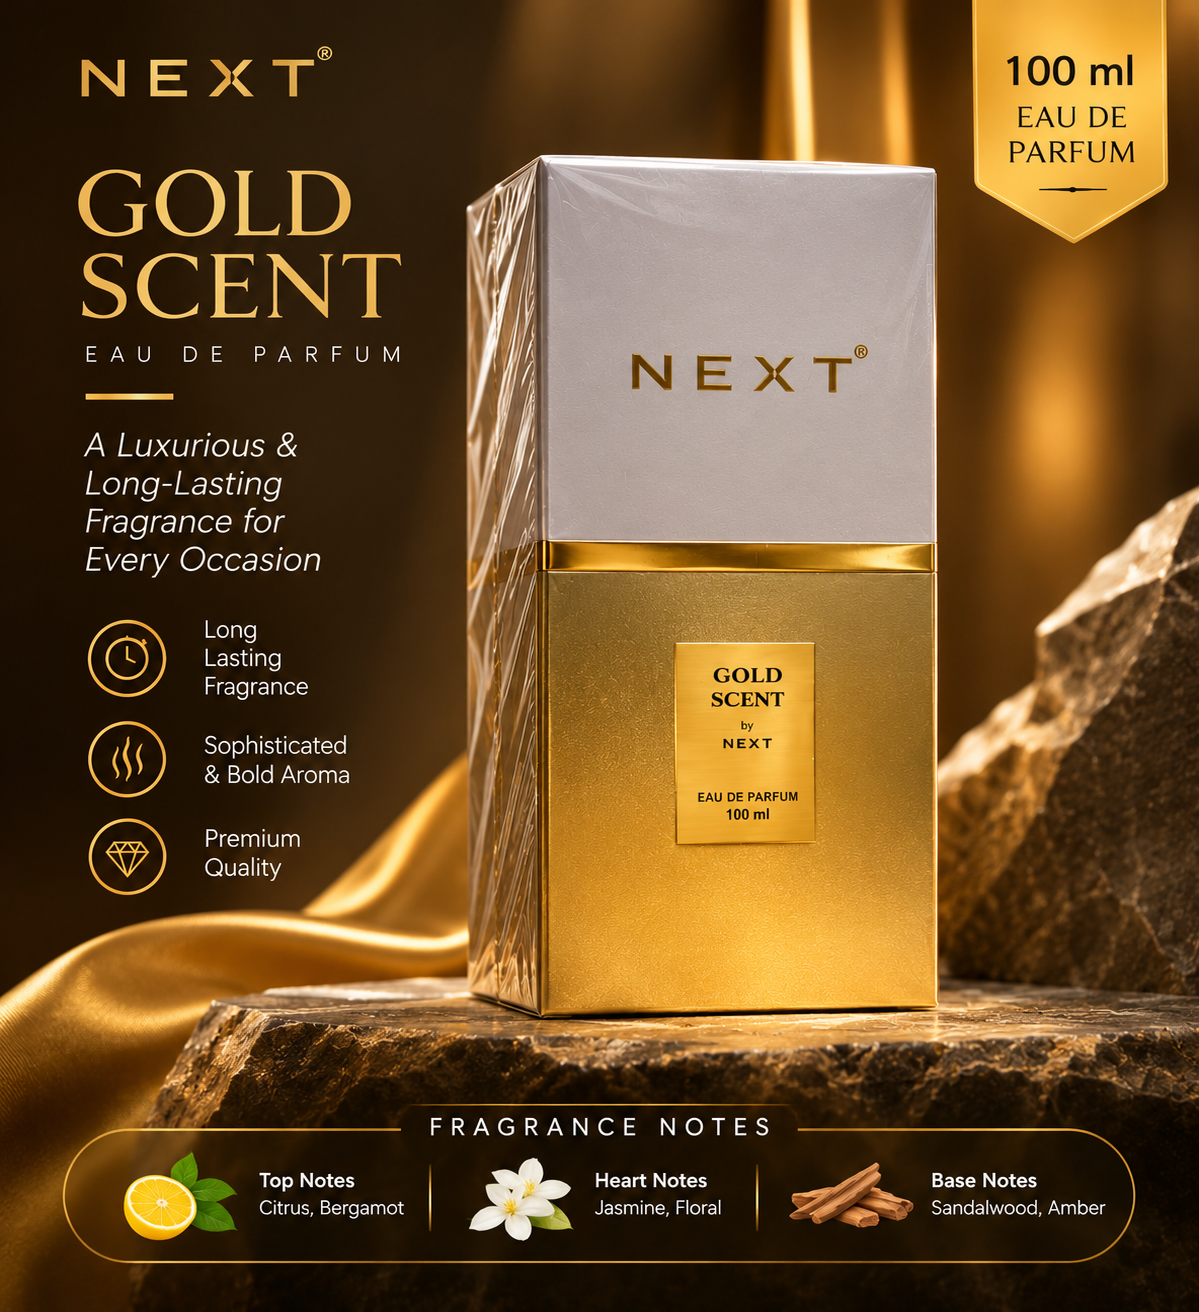 NEXT®
GOLD
SCENT
EAU DE PARFUM
A Luxurious &
Long-Lasting
Fragrance for
Every Occasion
Long
Lasting
Fragrance
Sophisticated
& Bold Aroma
Premium
Quality
100 ml
EAU DE
PARFUM
NEXT®
GOLD
SCENT
by
NEXT
EAU DE PARFUM
100 ml
FRAGRANCE NOTES
Top Notes
Citrus, Bergamot
Heart Notes
Jasmine, Floral
Base Notes
Sandalwood, Amber